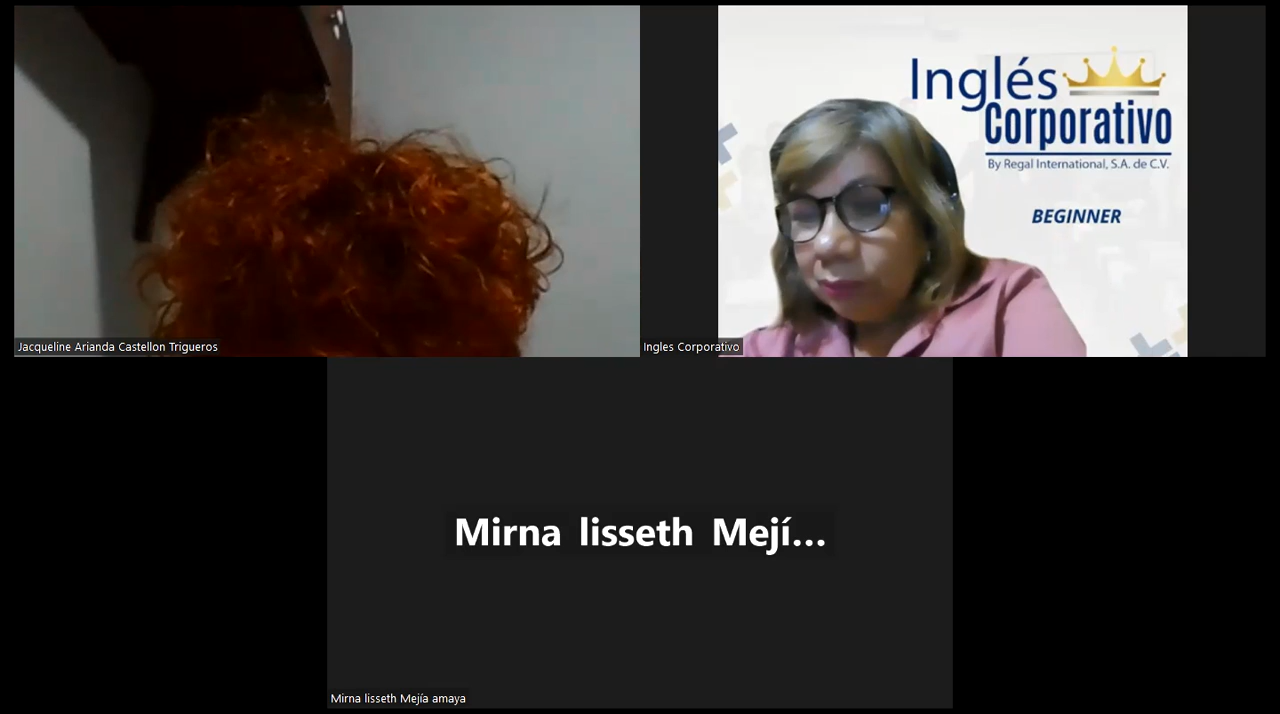 Inglés
Corporativo
By Regal International, S.A. de C.V.
BEGINNER
Jacqueline Arianda Castellon Trigueros
Ingles Corporativo
Mirna lisseth Mejí...
Mirna lisseth Mejía amaya